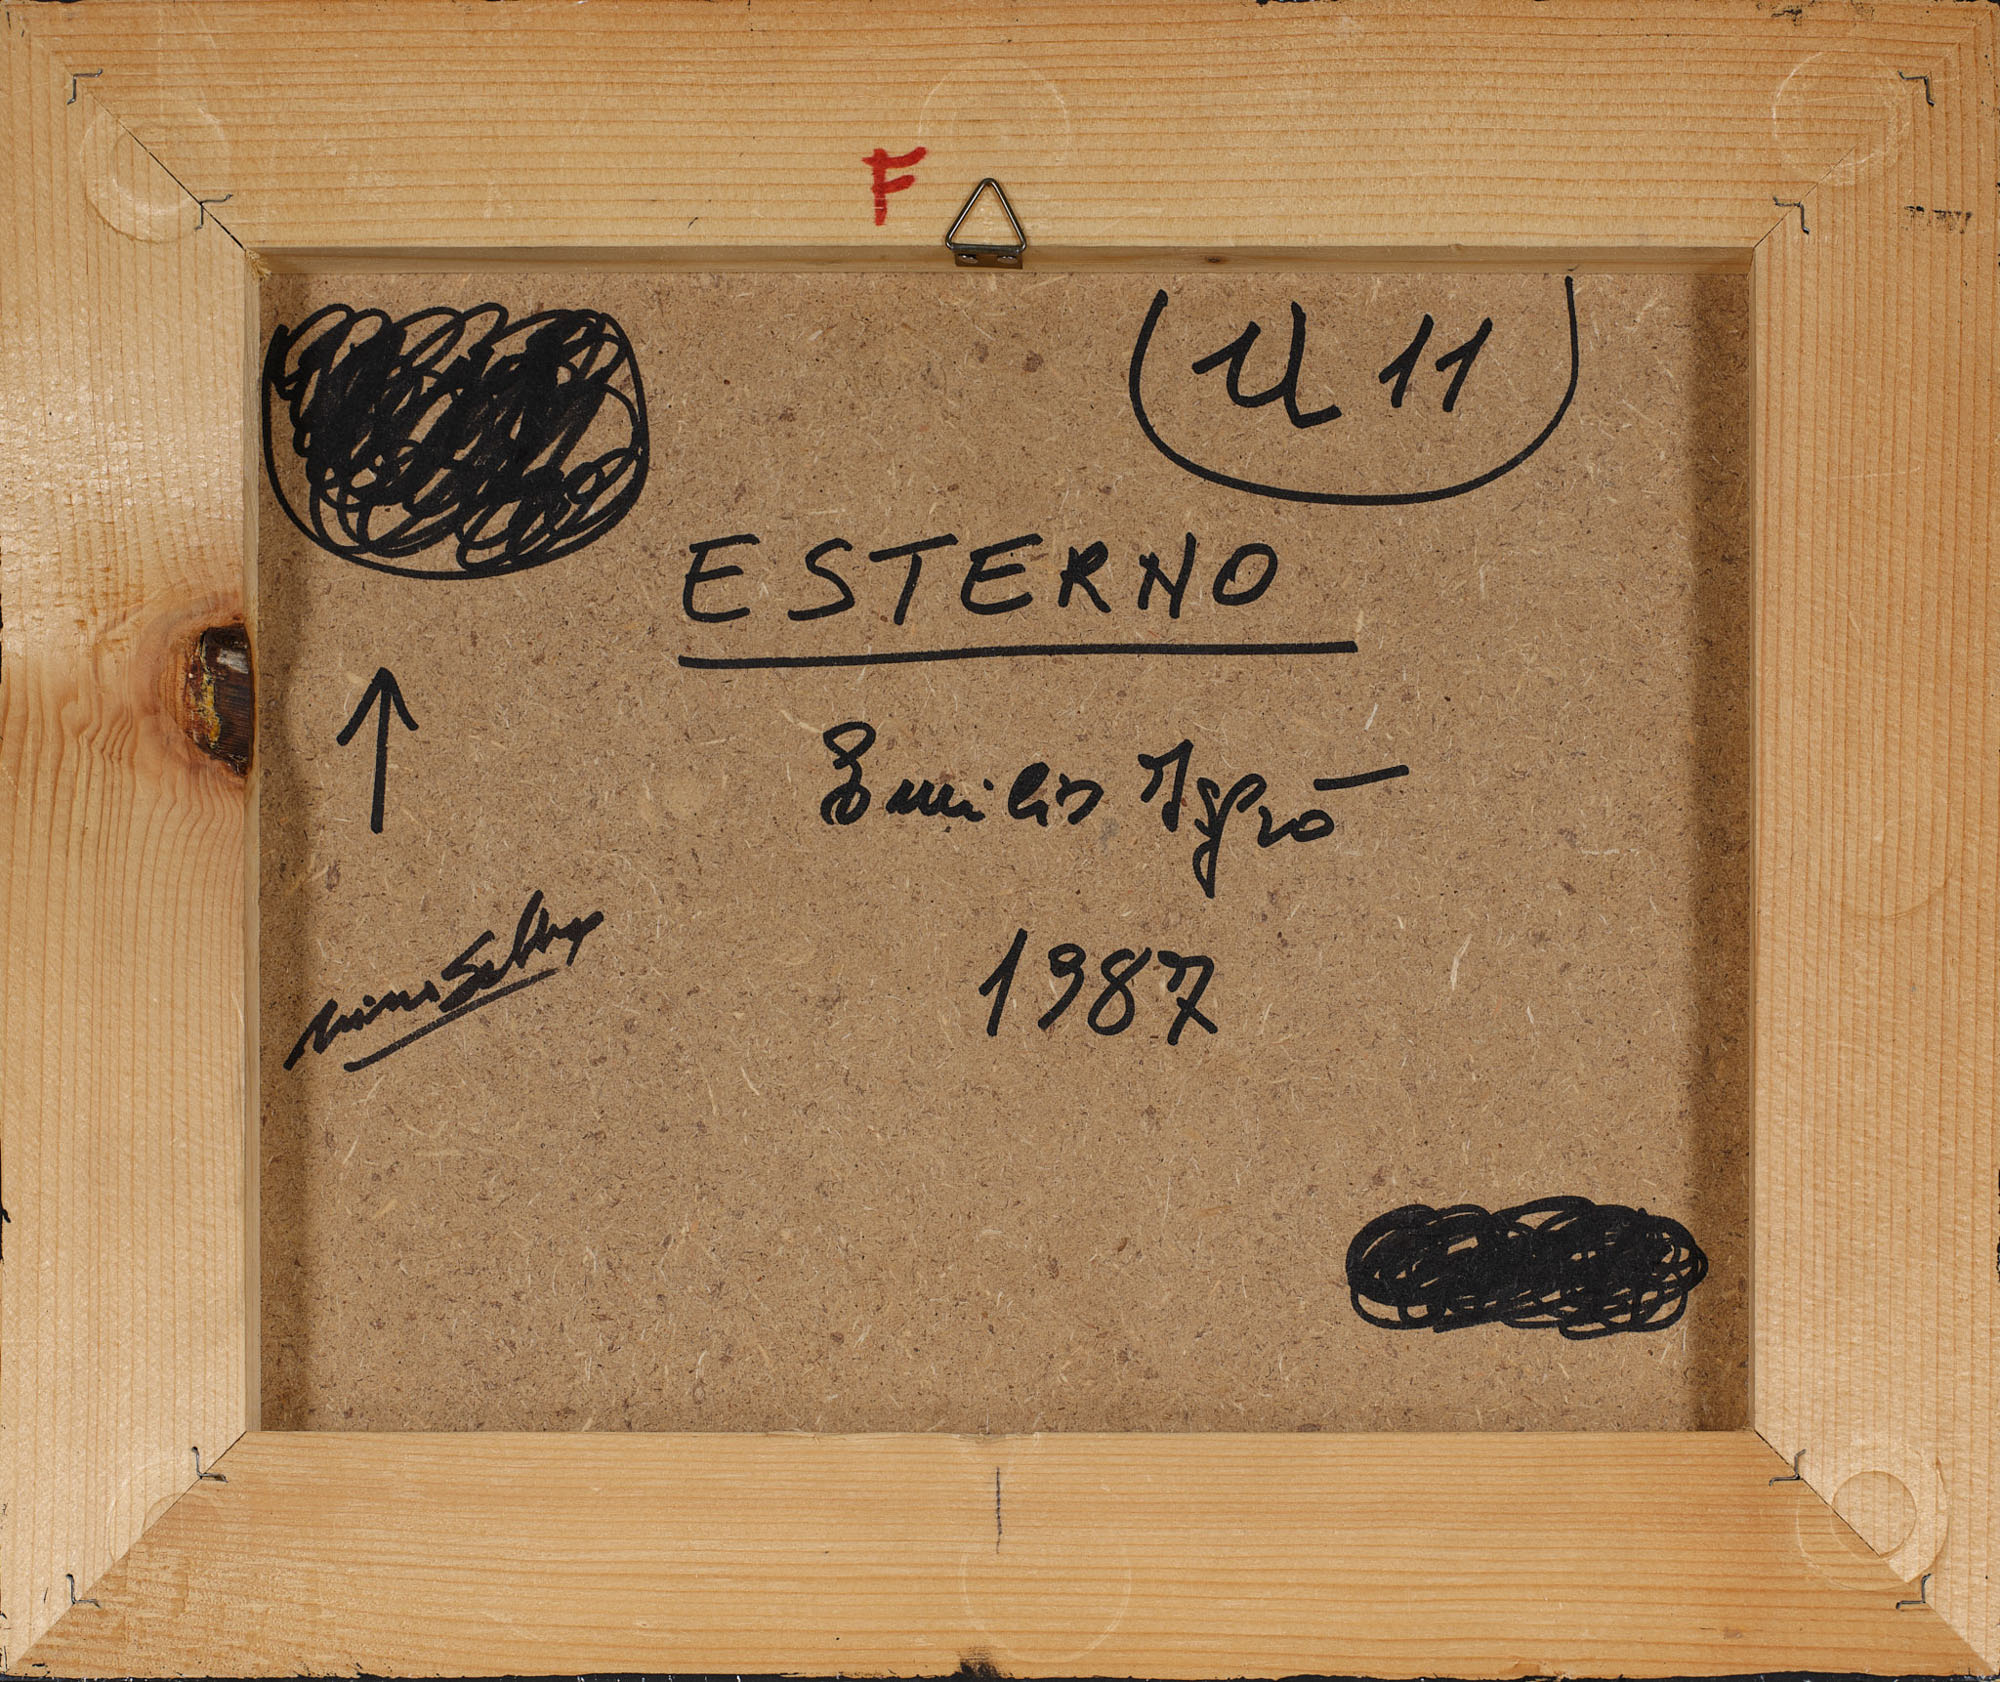 F
U 11
ESTERNO
Emilio Isgrò
1987